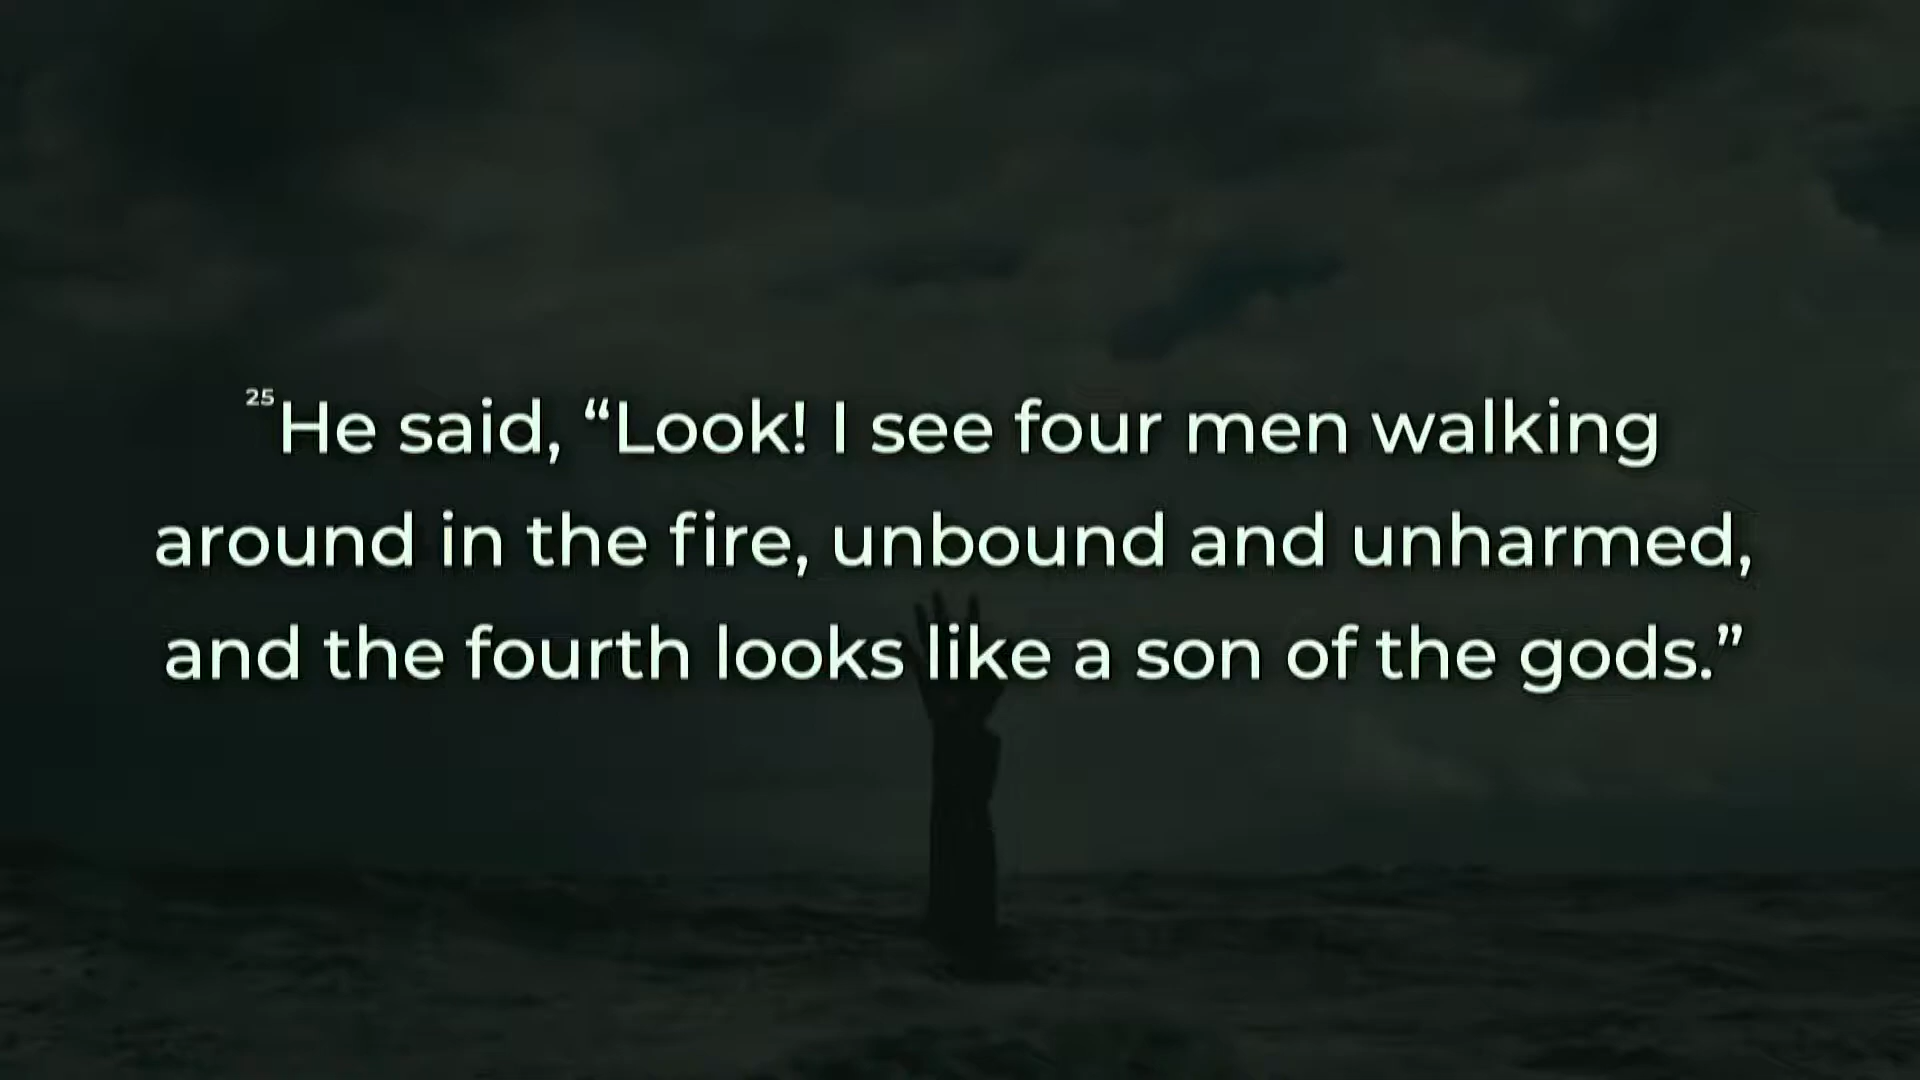 25He said, “Look! I see four men walking
around in the fire, unbound and unharmed,
and the fourth looks like a son of the gods.”